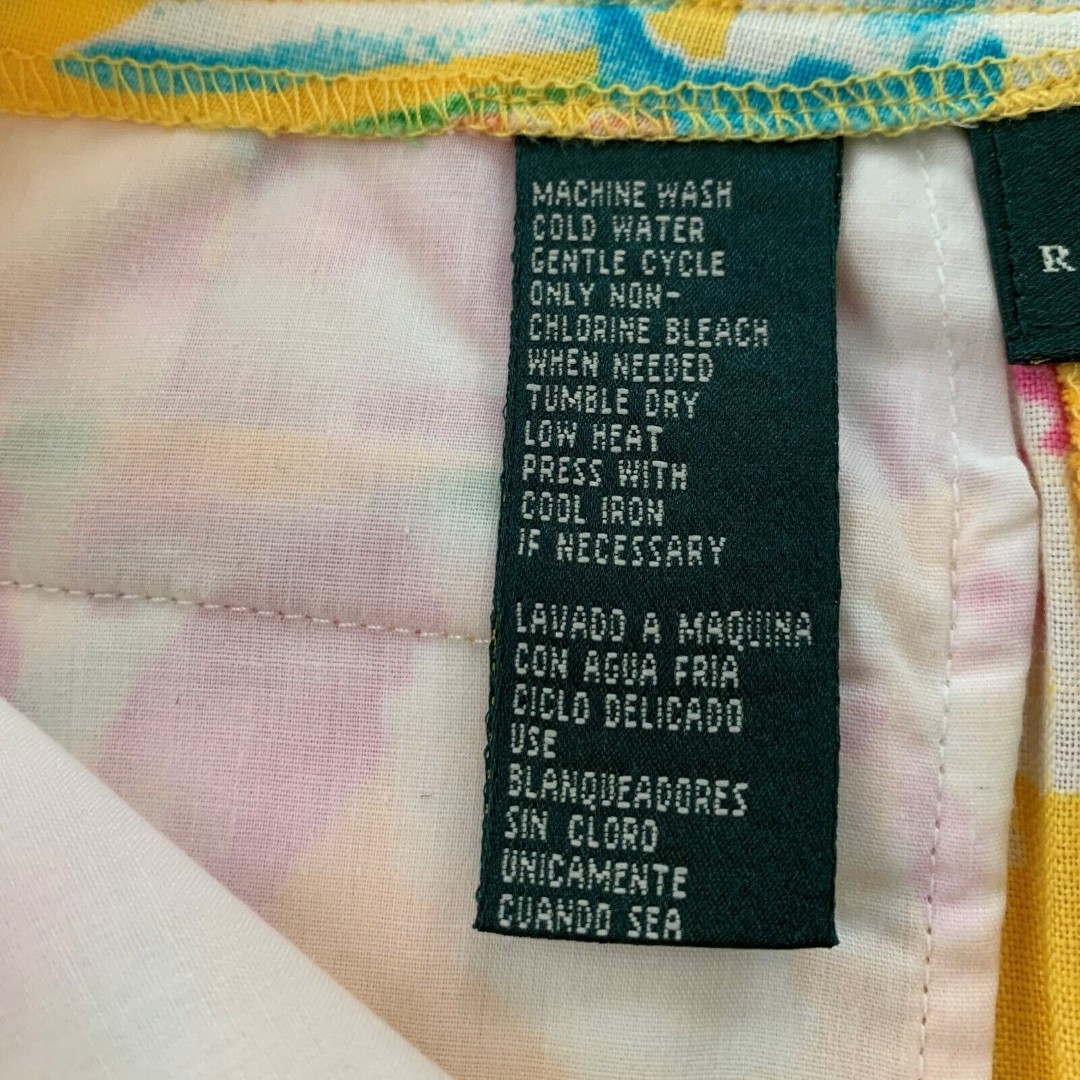 MACHINE WASH
COLD WATER
GENTLE CYCLE
ONLY NON-
CHLORINE BLEACH
WHEN NEEDED
TUMBLE DRY
LOW HEAT
PRESS WITH
COOL IRON
IF NECESSARY
LAVADO A MAQUINA
CON AGUA FRIA
CICLO DELICADO
USE
BLANQUEADORES
SIN CLORO
UNICAMENTE
CUANDO SEA
R